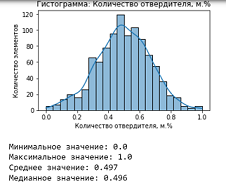 Гистограмма: Количество отвердителя, м.%
120
100
80
60
40
20
0
Количество элементов
0.0 0.2 0.4 0.6 0.8 1.0
Количество отвердителя, м.%
Минимальное значение: 0.0
Максимальное значение: 1.0
Среднее значение: 0.497
Медианное значение: 0.496